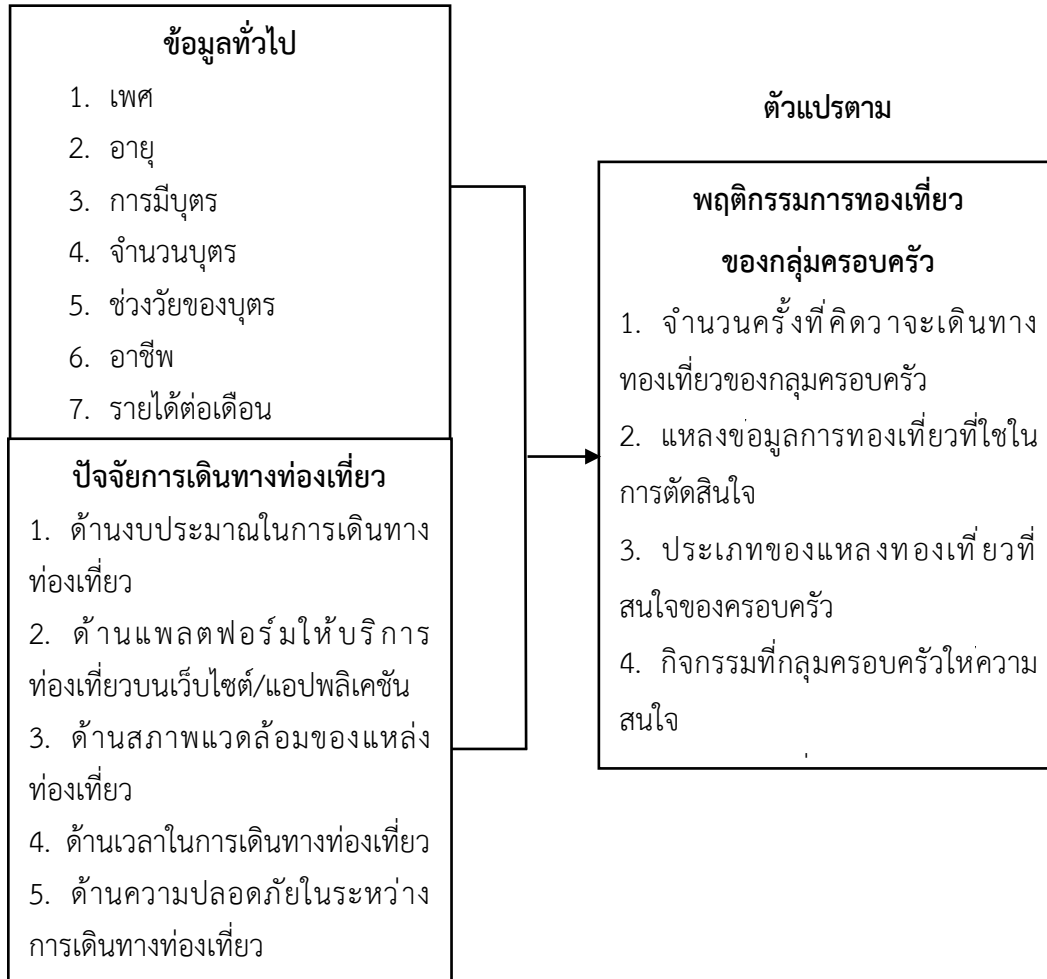 ข้อมูลทั่วไป
1. เพศ
2. อายุ
3. การมีบุตร
4. จำนวนบุตร
5. ช่วงวัยของบุตร
6. อาชีพ
7. รายได้ต่อเดือน
ปัจจัยการเดินทางท่องเที่ยว
1. ด้านงบประมาณในการเดินทาง
ท่องเที่ยว
2. ด้านแพลตฟอร์มให้บริการ
ท่องเที่ยวบนเว็บไซต์/แอปพลิเคชัน
3. ด้านสภาพแวดล้อมของแหล่ง
ท่องเที่ยว
4. ด้านเวลาในการเดินทางท่องเที่ยว
5. ด้านความปลอดภัยในระหว่าง
การเดินทางท่องเที่ยว
ตัวแปรตาม
พฤติกรรมการทองเที่ยว
ของกลุ่มครอบครัว
1. จำนวนครั้งที่คิดวาจะเดินทาง
ทองเที่ยวของกลุมครอบครัว
2. แหลงข่อมูลการทองเที่ยวที่ใชใน
การตัดสินใจ
3. ประเภทของแหลงทองเที่ยวที่
สนใจของครอบครัว
4. กิจกรรมที่กลุมครอบครัวให่ความ
สนใจ